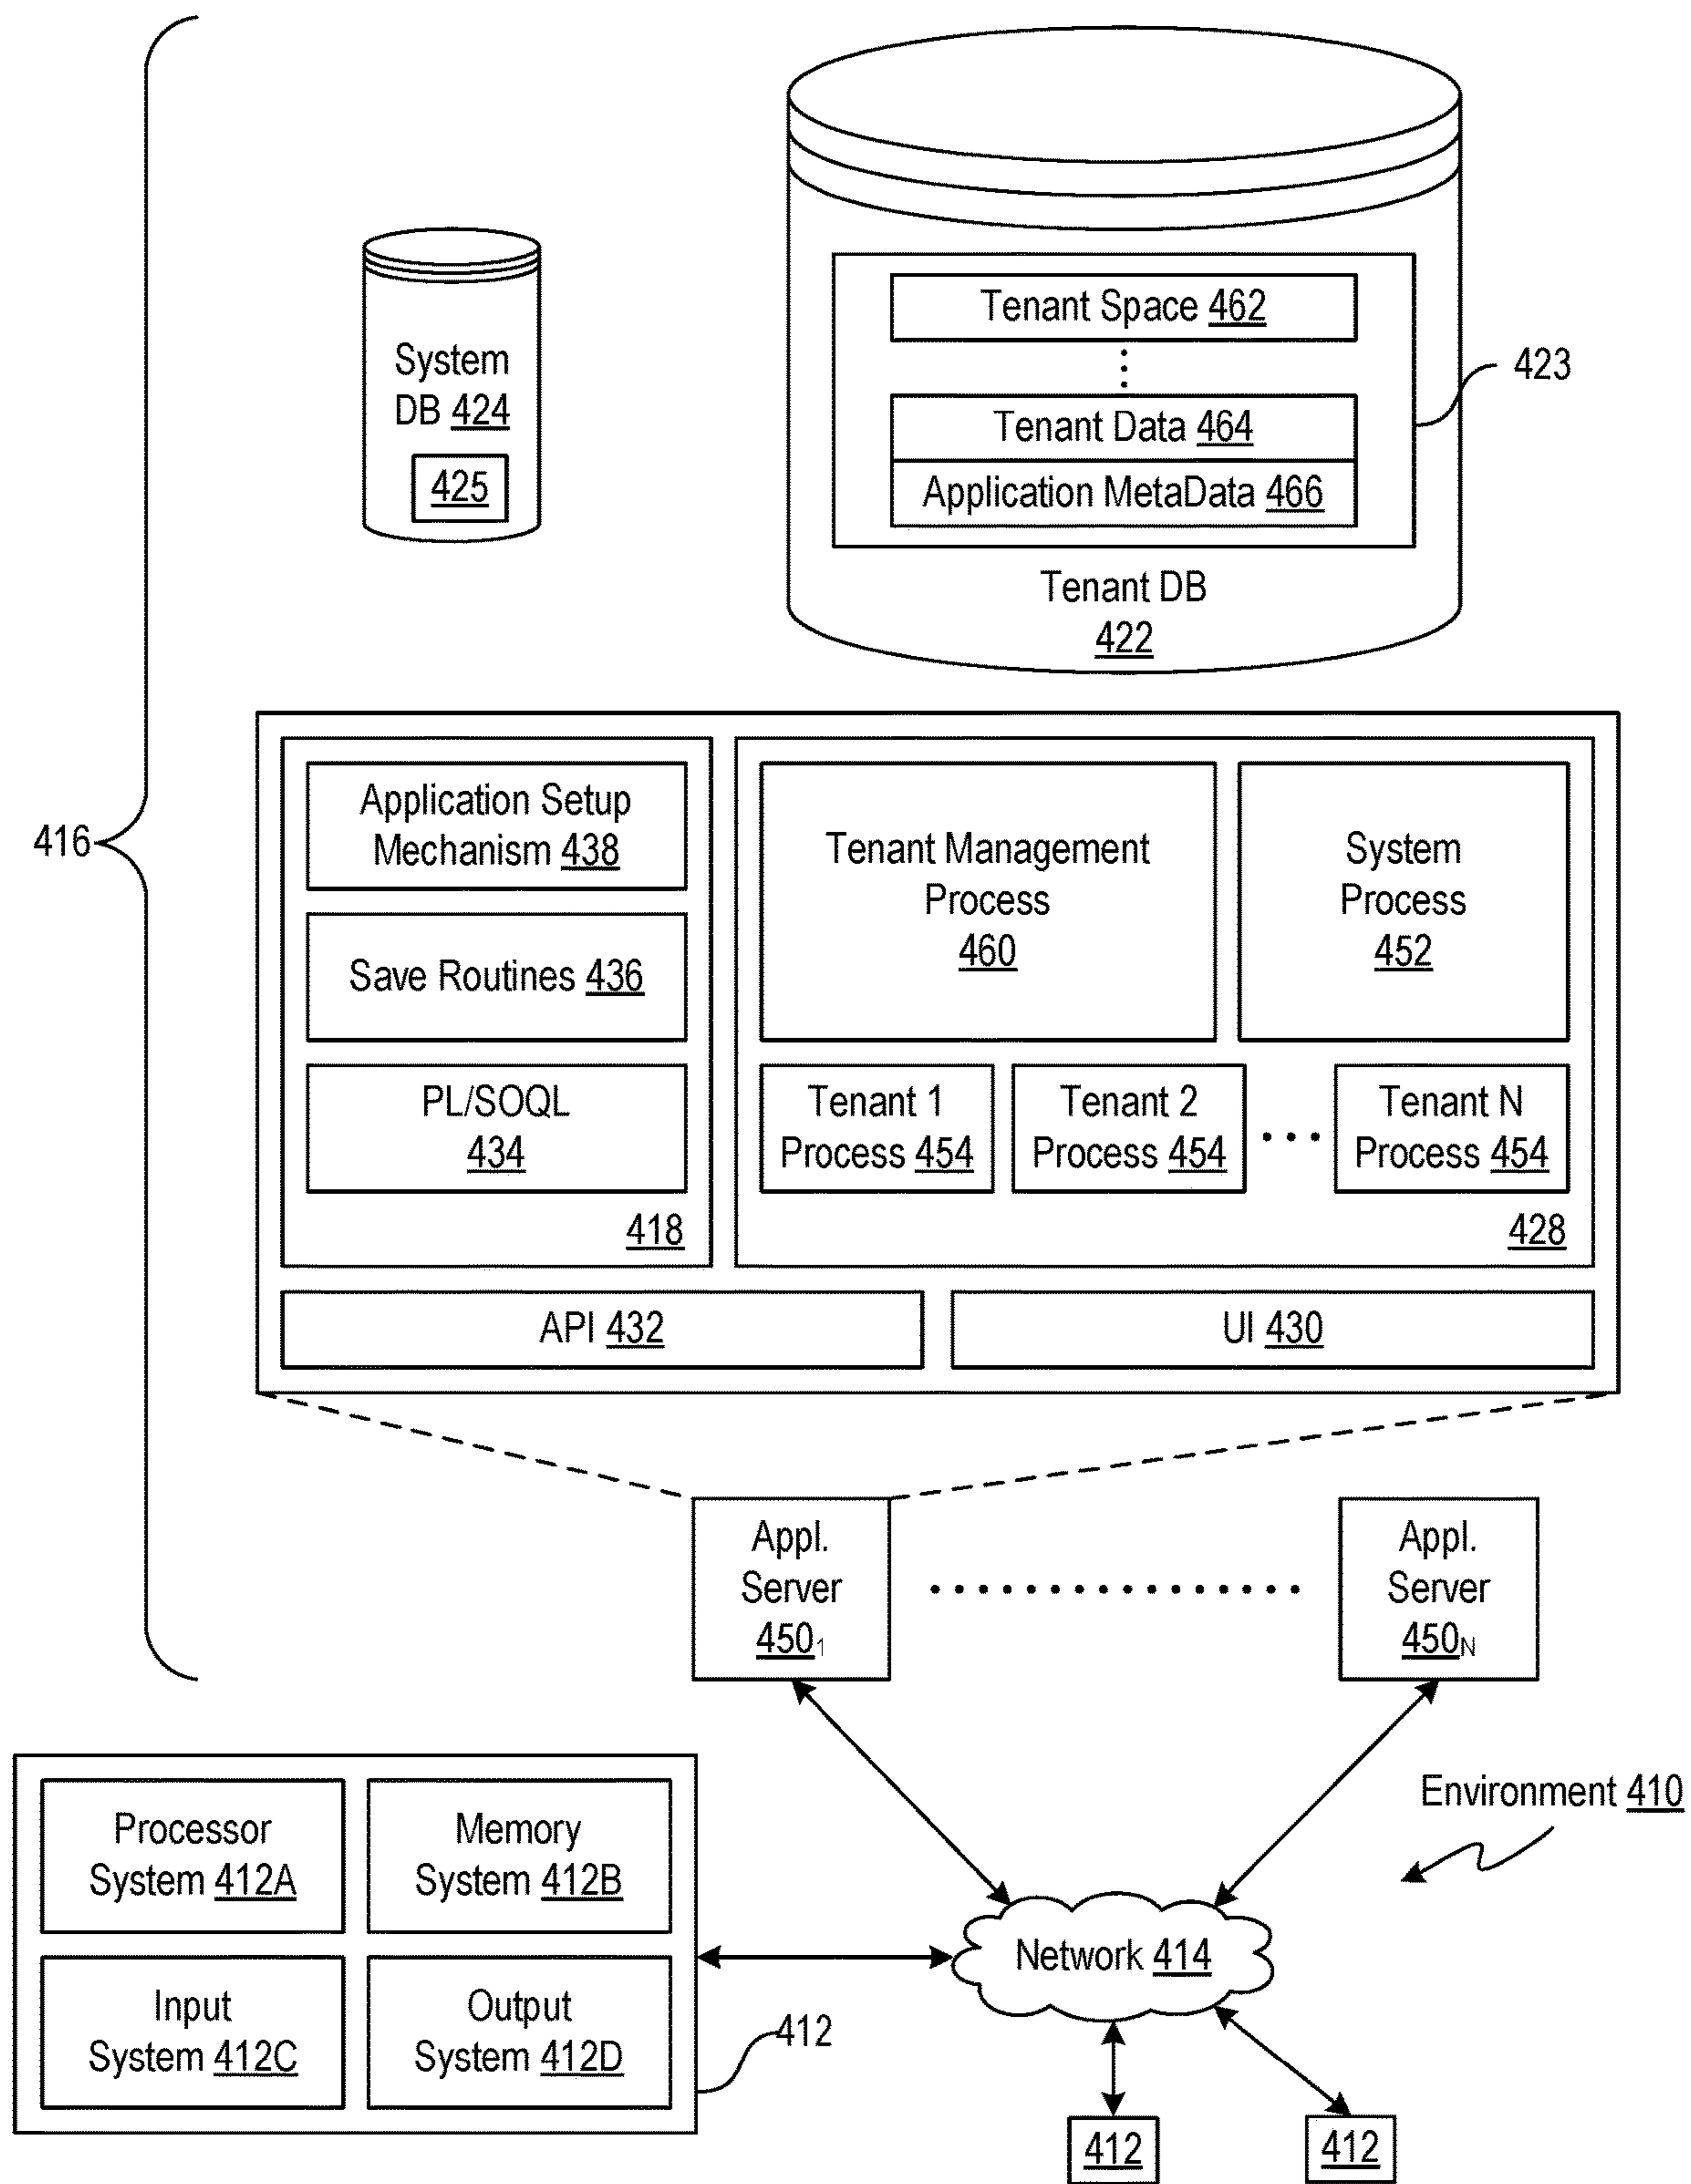 Tenant Space 462
System
DB 424
425
Tenant Data 464
Application MetaData 466
423
Tenant DB
422
416
Application Setup
Mechanism 438
Save Routines 436
PL/SOQL
434
418
Tenant Management
Process
460
System
Process
452
Tenant 1
Process 454
Tenant 2
Process 454
Tenant N
Process 454
428
API 432
UI 430
Appl.
Server
450₁
Appl.
Server
450N
Environment 410
Processor
System 412A
Memory
System 412B
Input
System 412C
Output
System 412D
412
Network 414
412
412